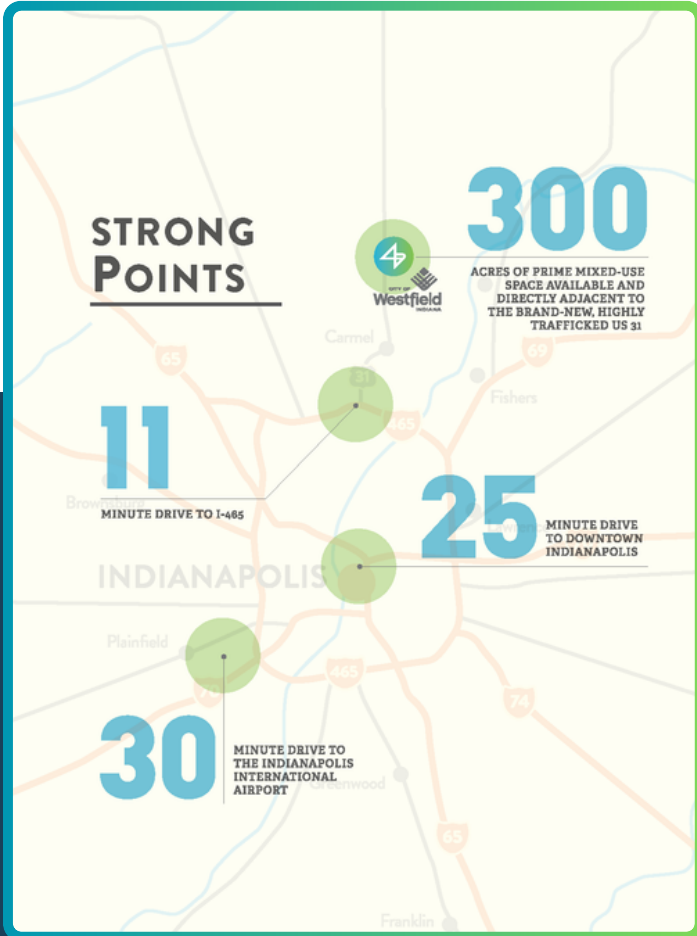 STRONG
POINTS
300
ACRES OF PRIME MIXED-USE
SPACE AVAILABLE AND
DIRECTLY ADJACENT TO
THE BRAND-NEW, HIGHLY
TRAFFICKED US 31
CITY OF
Westfield
INDIANA
Carmel
31
69
65
Fishers
465
11
MINUTE DRIVE TO I-465
Brownsburg
25
MINUTE DRIVE
TO DOWNTOWN
INDIANAPOLIS
Lawrence
INDIANAPOLIS
Plainfield
70
465
74
30
MINUTE DRIVE TO
THE INDIANAPOLIS
INTERNATIONAL
AIRPORT
Greenwood
65
Franklin